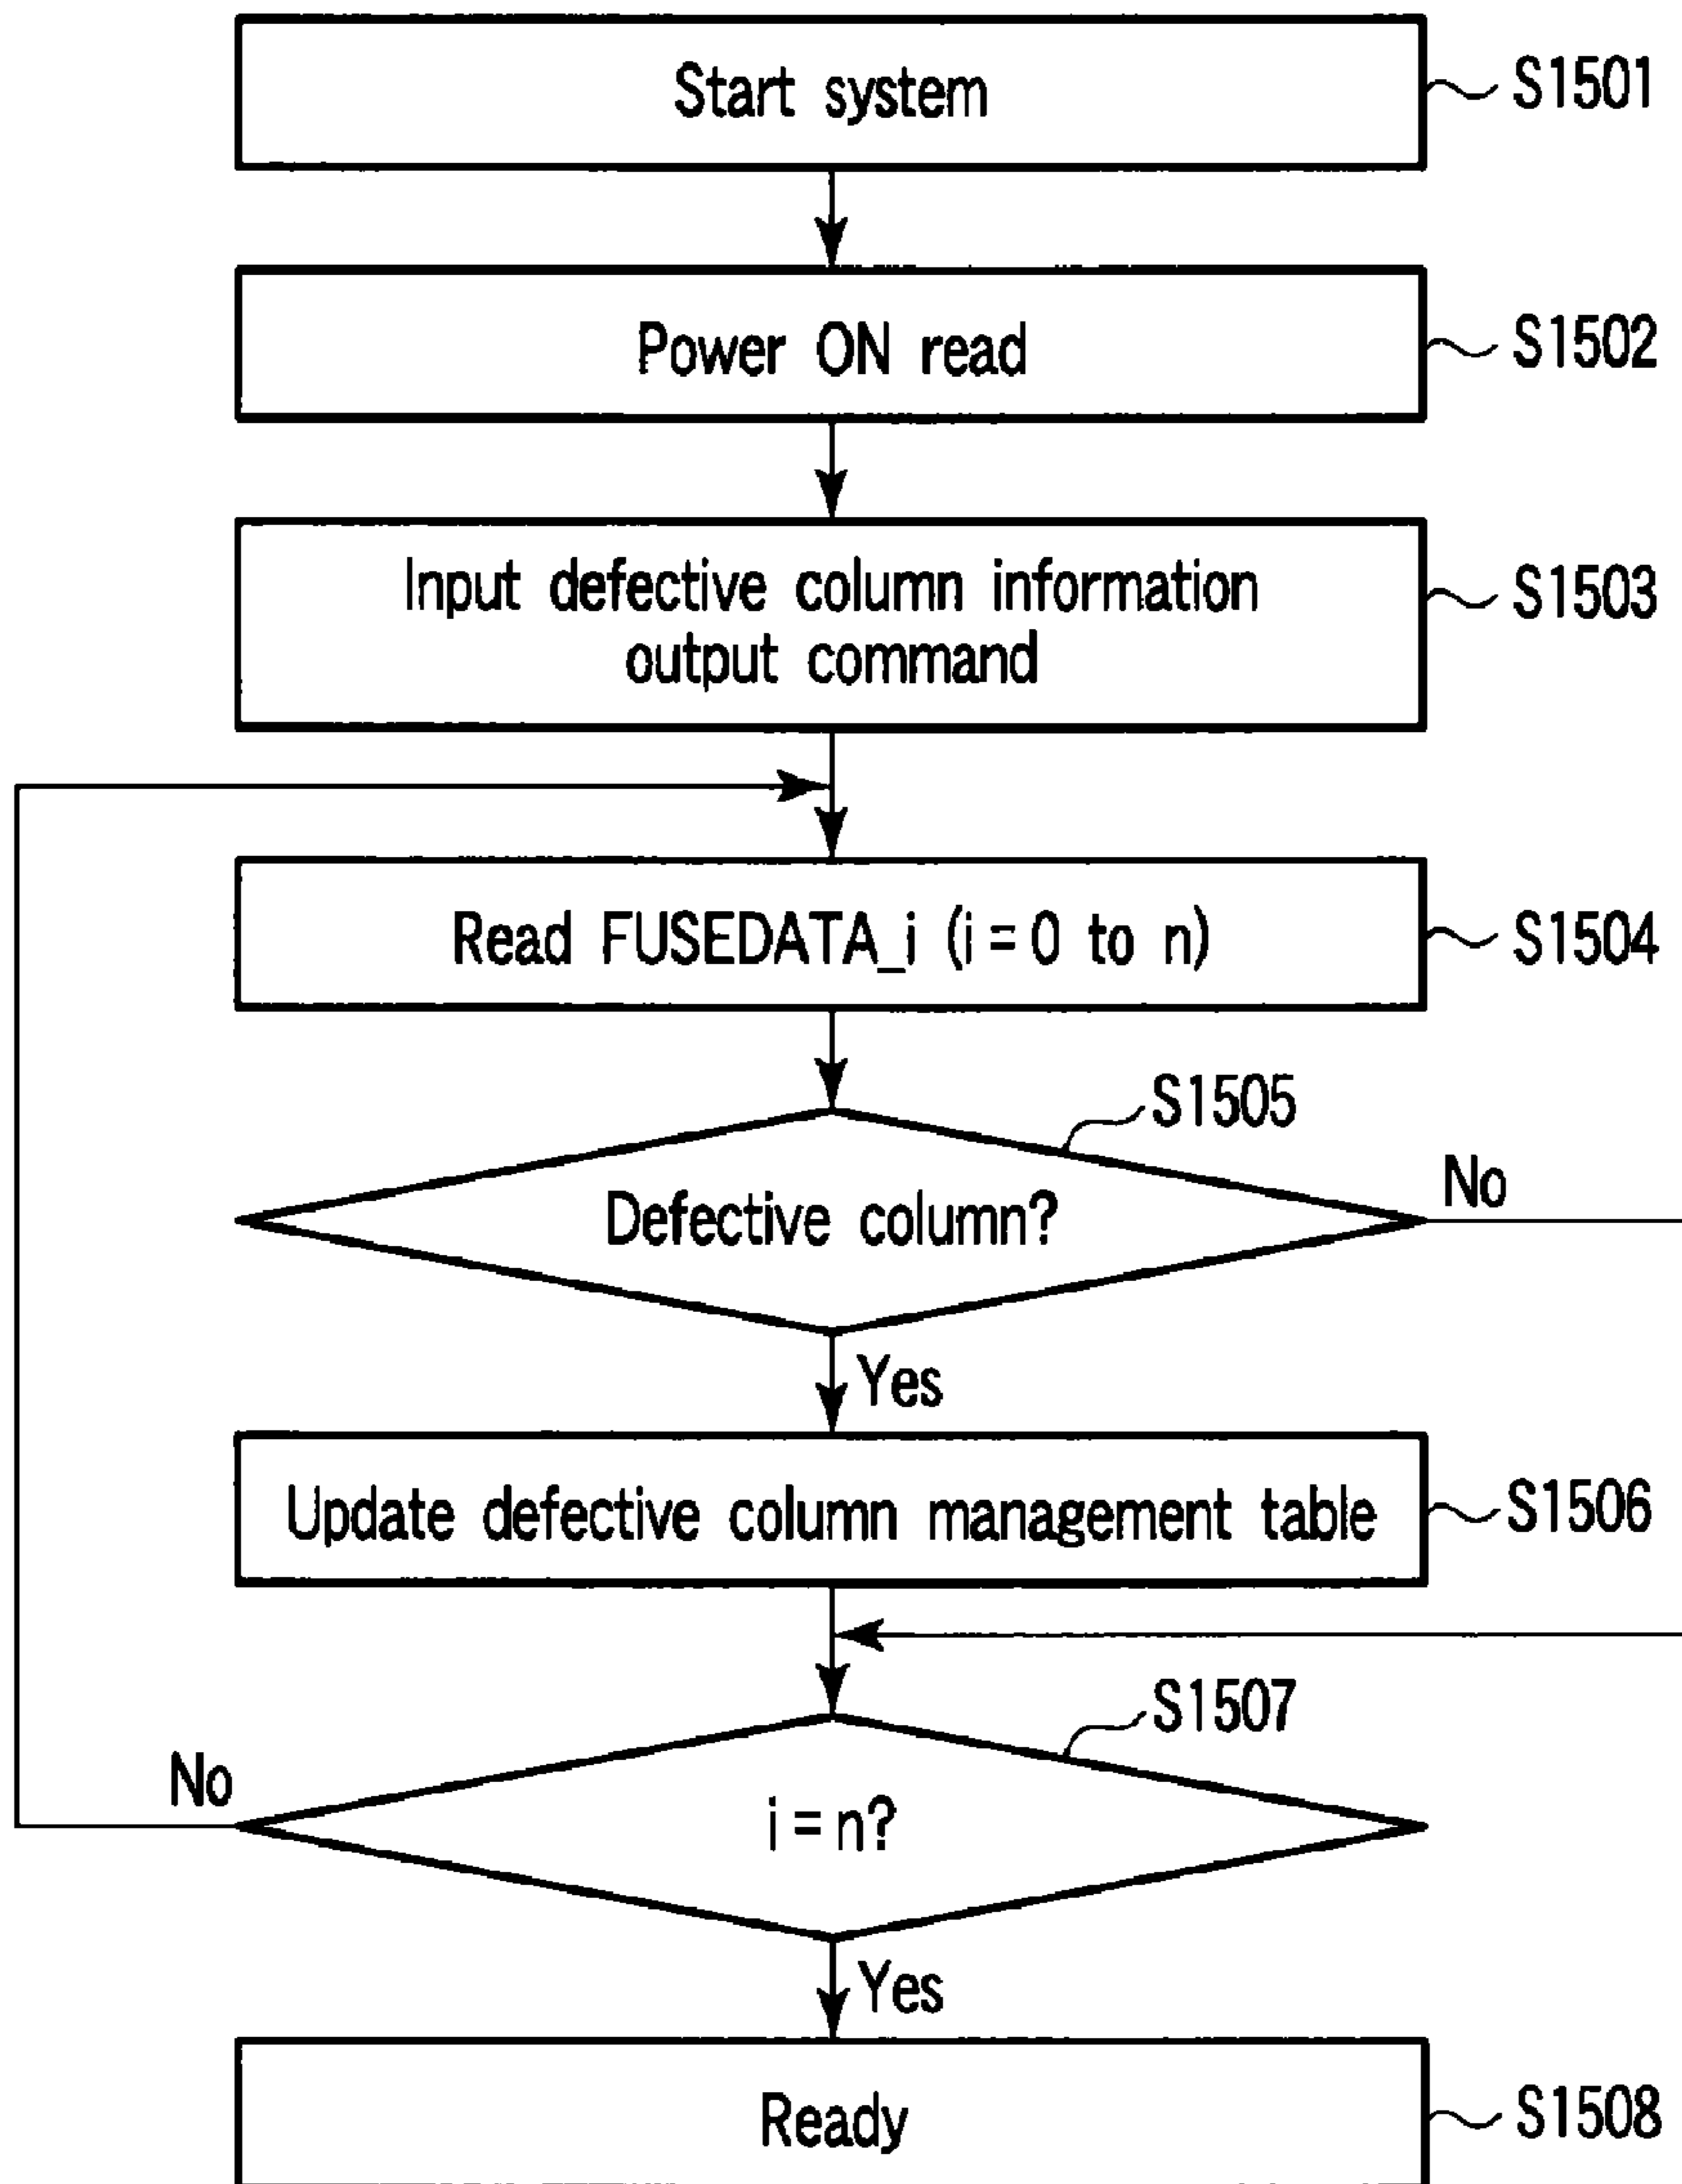 Start system
S1501
Power ON read
S1502
Input defective column information
output command
S1503
Read FUSEDATA_i (i = 0 to n)
S1504
S1505
Defective column?
No
Yes
Update defective column management table
S1506
S1507
i = n?
No
Yes
Ready
S1508